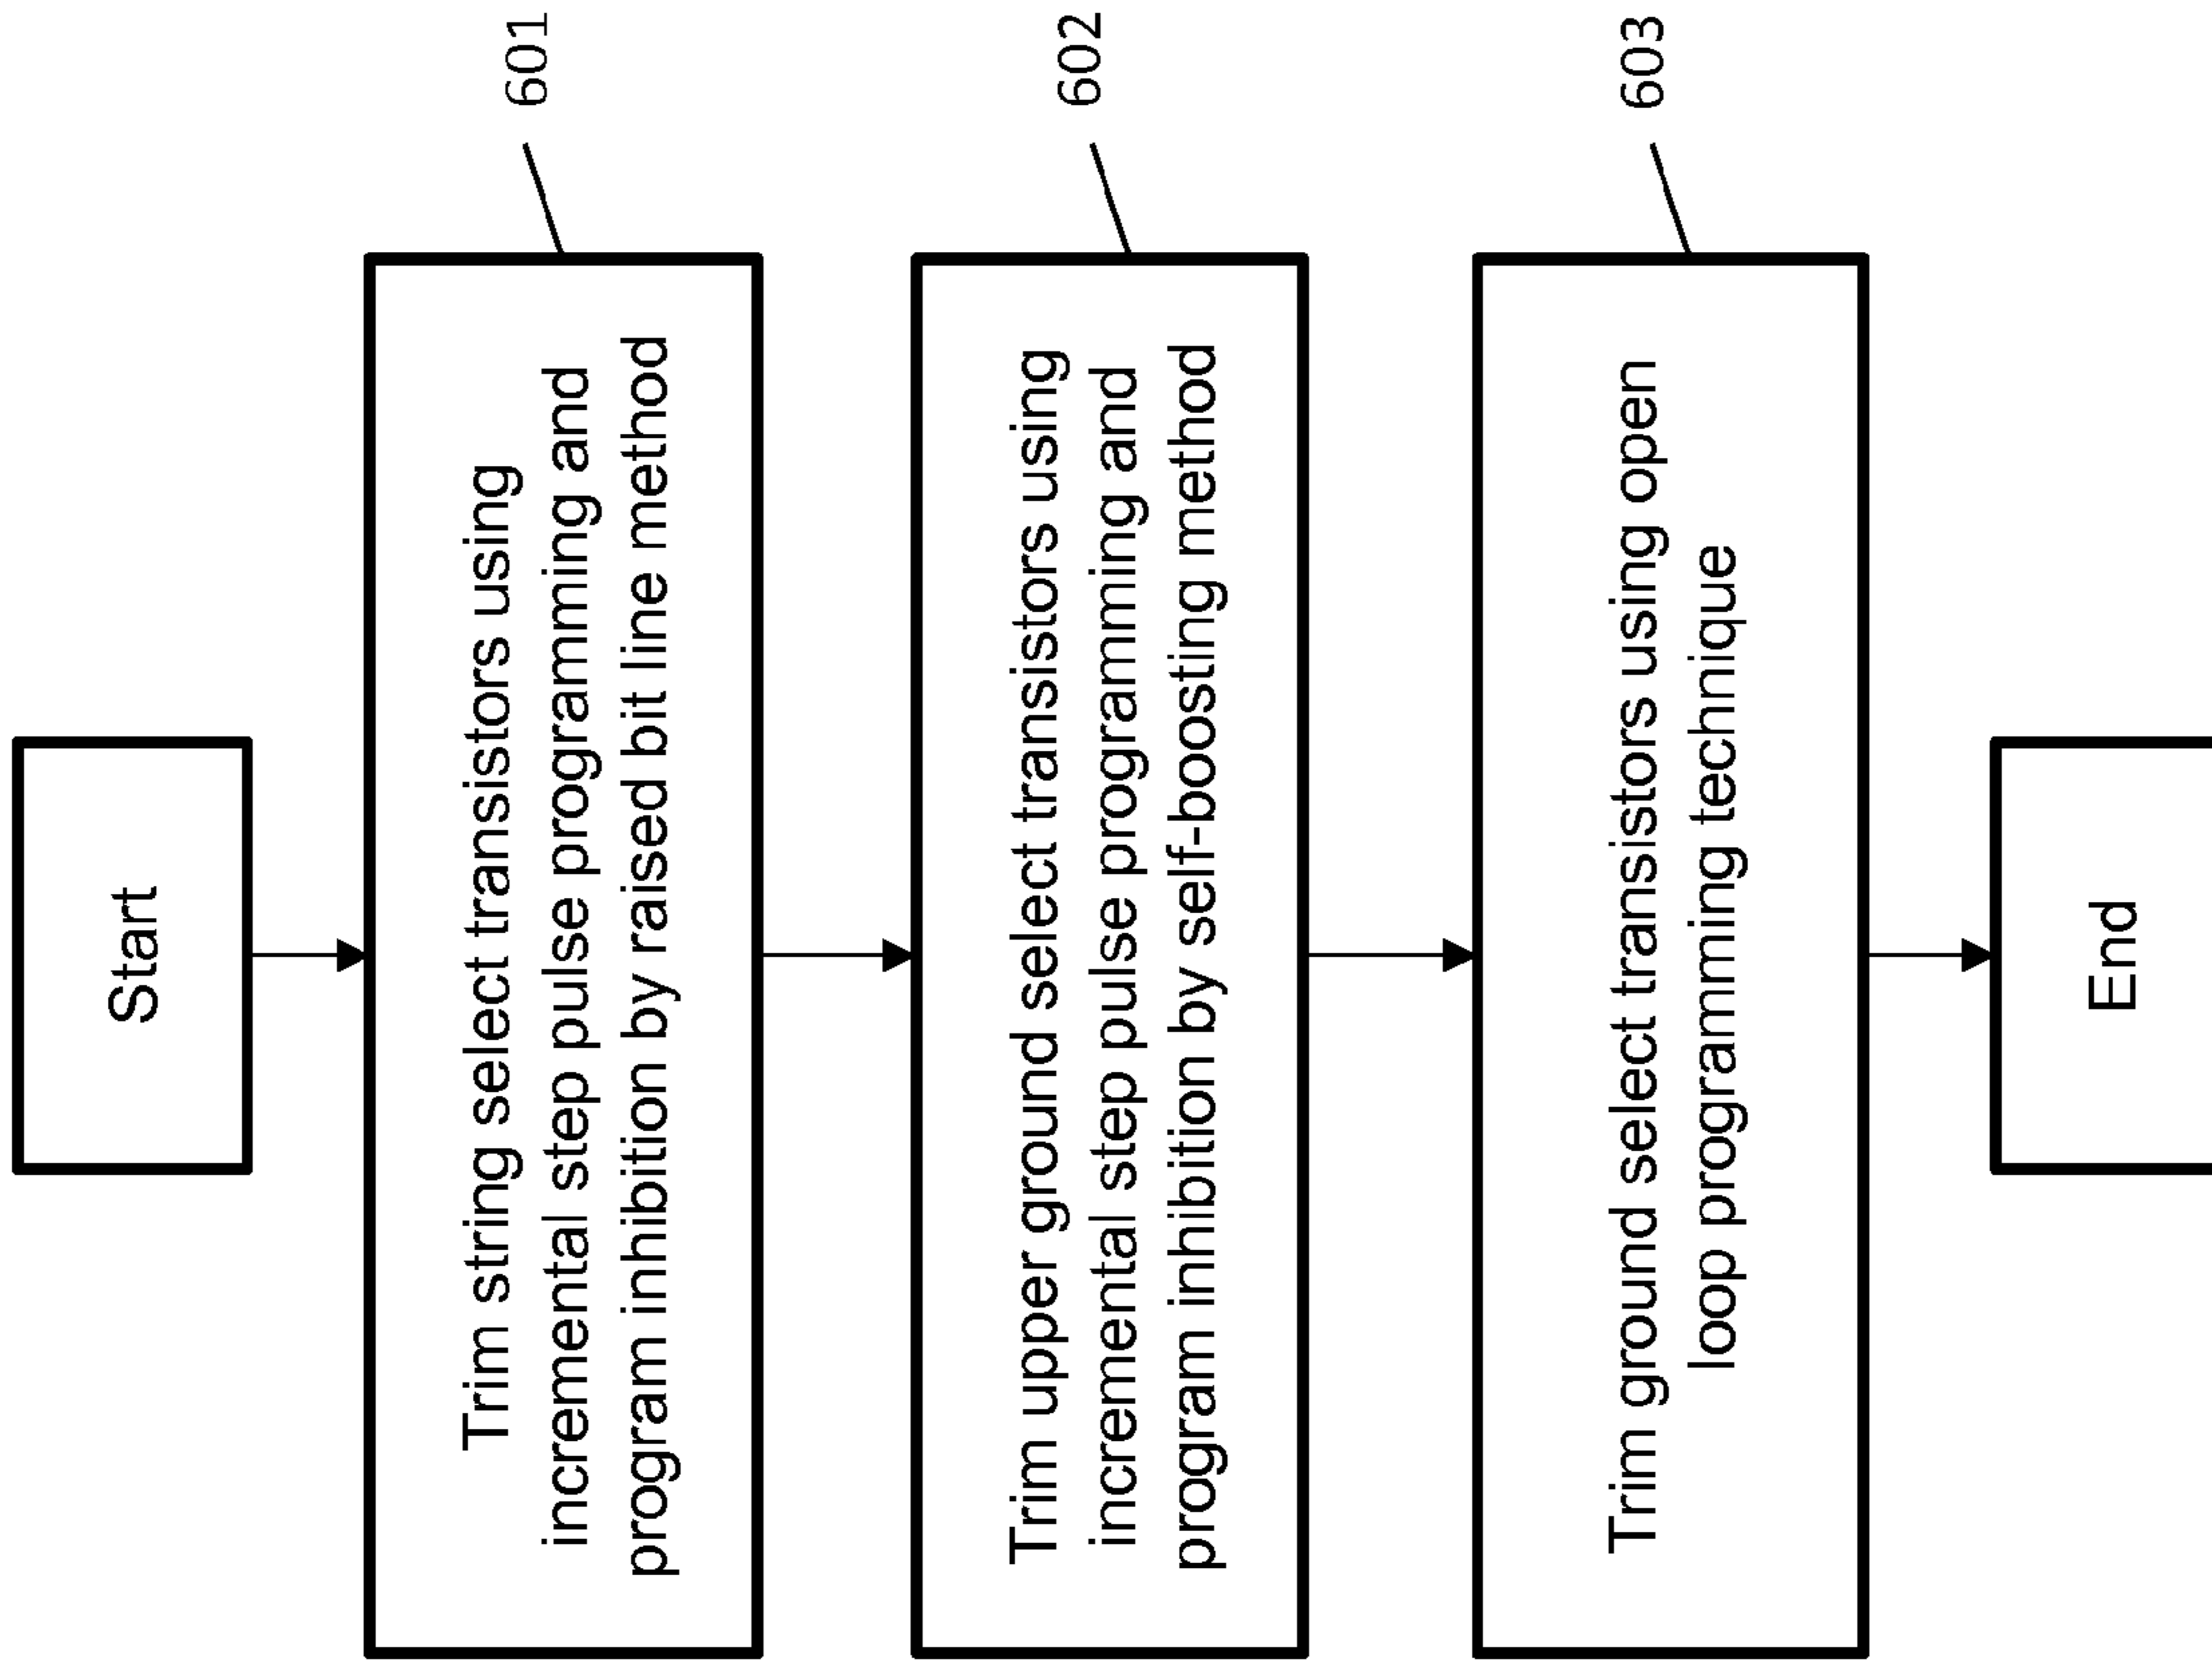 Start
Trim string select transistors using
incremental step pulse programming and
program inhibition by raised bit line method
601
Trim upper ground select transistors using
incremental step pulse programming and
program inhibition by self-boosting method
602
Trim ground select transistors using open
loop programming technique
603
End